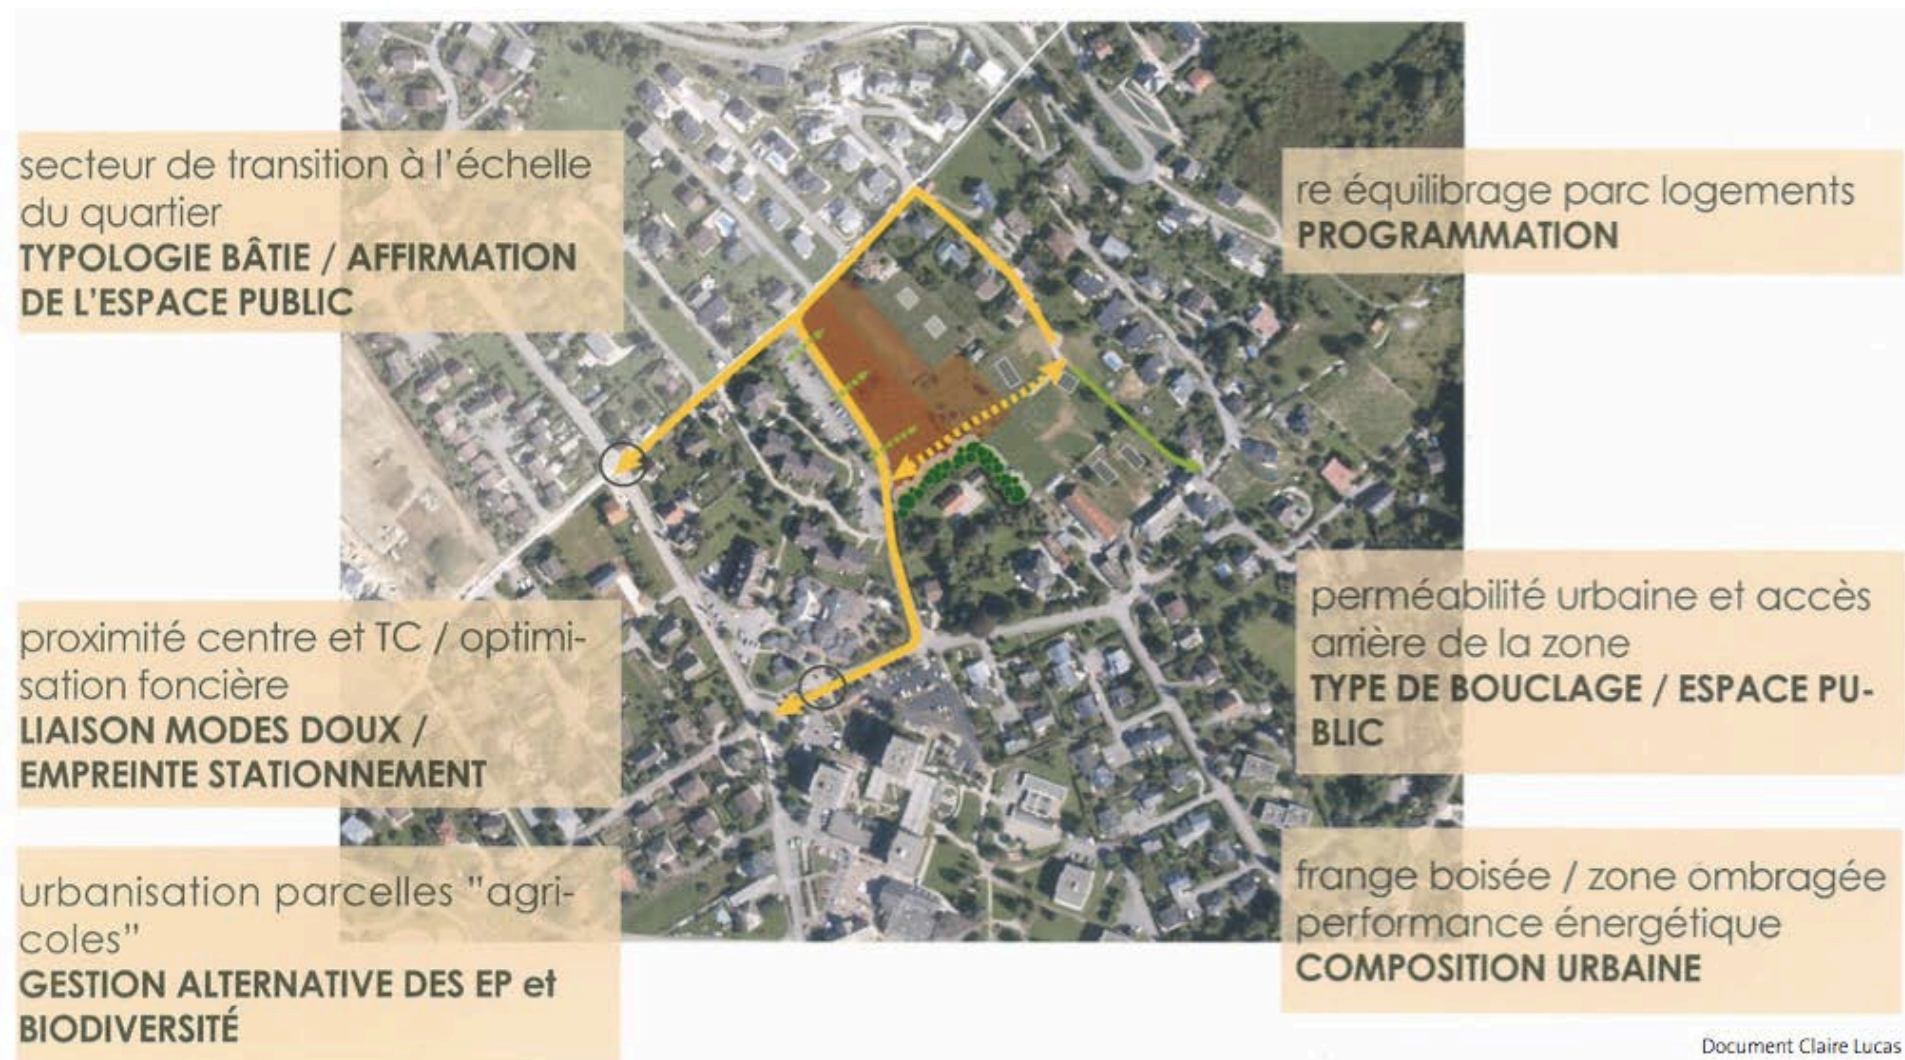 secteur de transition à l'échelle
du quartier
TYPOLOGIE BÂTIE / AFFIRMATION
DE L'ESPACE PUBLIC
proximité centre et TC / optimi-
sation foncière
LIAISON MODES DOUX /
EMPREINTE STATIONNEMENT
urbanisation parcelles "agri-
coles"
GESTION ALTERNATIVE DES EP et
BIODIVERSITÉ
re équilibrage parc logements
PROGRAMMATION
perméabilité urbaine et accès
arrière de la zone
TYPE DE BOUCLAGE / ESPACE PU-
BLIC
frange boisée / zone ombragée
performance énergétique
COMPOSITION URBAINE
Document Claire Lucas